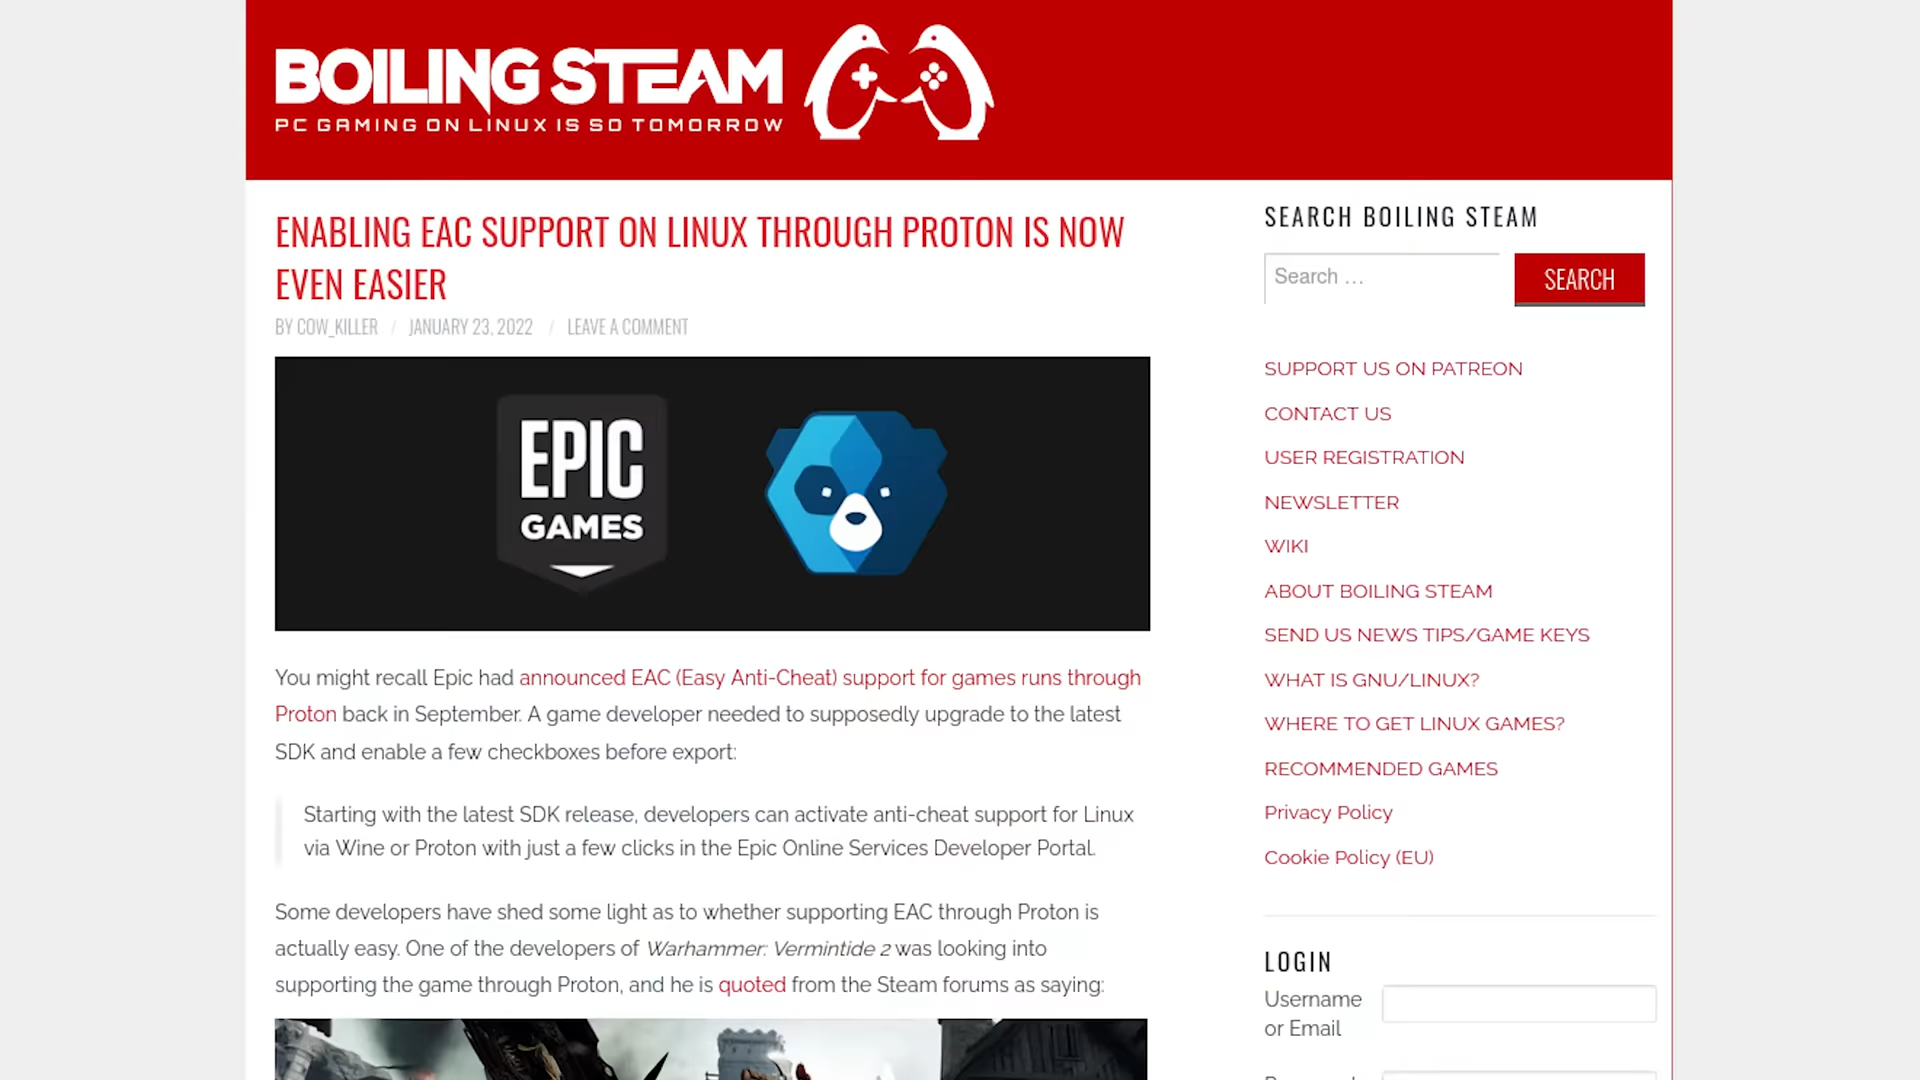 BOILING STEAM
PC GAMING ON LINUX IS SO TOMORROW
ENABLING EAC SUPPORT ON LINUX THROUGH PROTON IS NOW
EVEN EASIER
BY COW_KILLER / JANUARY 23, 2022 / LEAVE A COMMENT
EPIC
GAMES
You might recall Epic had announced EAC (Easy Anti-Cheat) support for games runs through
Proton back in September. A game developer needed to supposedly upgrade to the latest
SDK and enable a few checkboxes before export:
Starting with the latest SDK release, developers can activate anti-cheat support for Linux
via Wine or Proton with just a few clicks in the Epic Online Services Developer Portal.
Some developers have shed some light as to whether supporting EAC through Proton is
actually easy. One of the developers of Warhammer: Vermintide 2 was looking into
supporting the game through Proton, and he is quoted from the Steam forums as saying:
SEARCH BOILING STEAM
Search …
SEARCH
SUPPORT US ON PATREON
CONTACT US
USER REGISTRATION
NEWSLETTER
WIKI
ABOUT BOILING STEAM
SEND US NEWS TIPS/GAME KEYS
WHAT IS GNU/LINUX?
WHERE TO GET LINUX GAMES?
RECOMMENDED GAMES
Privacy Policy
Cookie Policy (EU)
LOGIN
Username
or Email